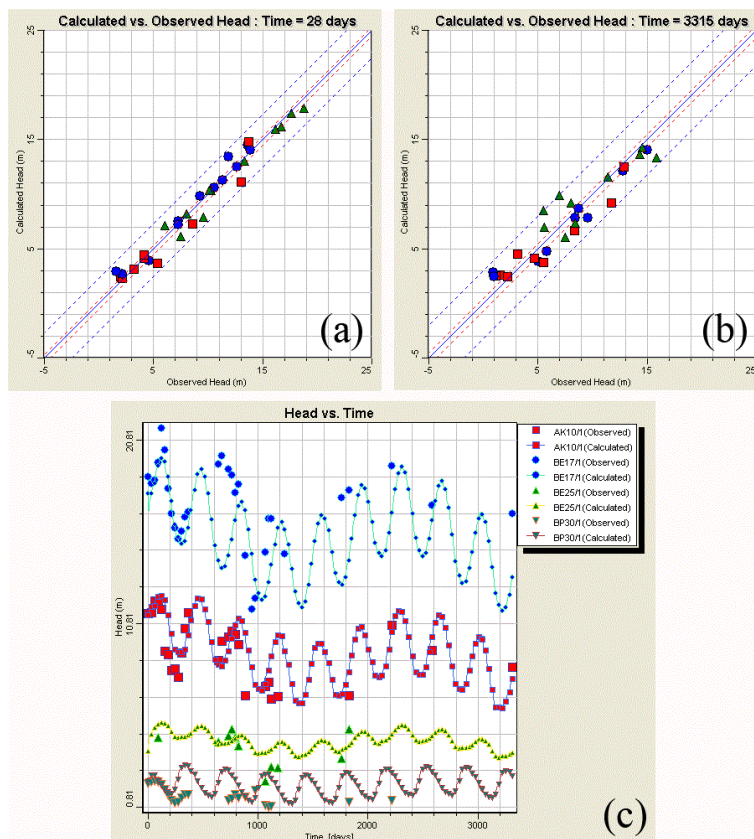 Calculated vs. Observed Head : Time = 28 days
Calculated Head (m)
25
15
5
-5
-5
5
15
25
Observed Head (m)
(a)
Calculated vs. Observed Head : Time = 3315 days
Calculated Head (m)
25
15
5
-5
-5
5
15
25
Observed Head (m)
(b)
Head vs. Time
Head (m)
20.81
10.81
0.81
0
1000
2000
3000
Time [days]
AK10/1(Observed)
AK10/1(Calculated)
BE17/1(Observed)
BE17/1(Calculated)
BE25/1(Observed)
BE25/1(Calculated)
BP30/1(Observed)
BP30/1(Calculated)
(c)